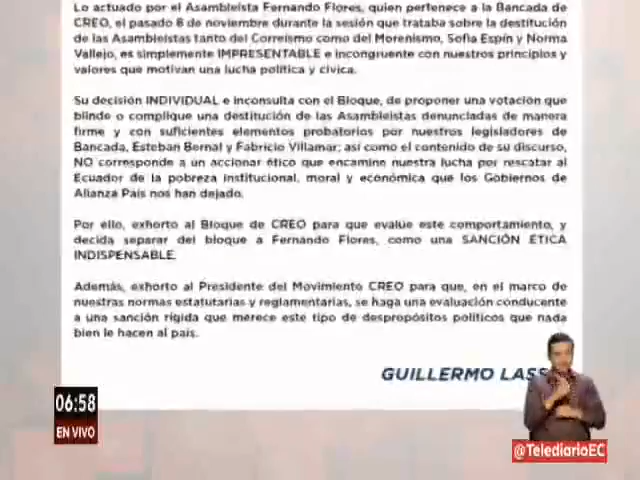 Lo actuado por el Asambleísta Fernando Flores, quien pertenece a la Bancada de
CREO, el pasado 8 de noviembre durante la sesión que trataba sobre la destitución
de las Asambleístas tanto del Correísmo como del Morenismo, Sofía Espín y Norma
Vallejo, es simplemente IMPRESENTABLE e incongruente con nuestros principios y
valores que motivan una lucha política y cívica.
Su decisión INDIVIDUAL e inconsulta con el Bloque, de proponer una votación que
blinde o complique una destitución de las Asambleístas denunciadas de manera
firme y con suficientes elementos probatorios por nuestros legisladores de
Bancada, Esteban Bernal y Fabricio Villamar; así como el contenido de su discurso,
NO corresponde a un accionar ético que encamine nuestra lucha por rescatar al
Ecuador de la pobreza institucional, moral y económica que los Gobiernos de
Alianza País nos han dejado.
Por ello, exhorto al Bloque de CREO para que evalúe este comportamiento, y
decida separar del bloque a Fernando Flores, como una SANCIÓN ÉTICA
INDISPENSABLE.
Además, exhorto al Presidente del Movimiento CREO para que, en el marco de
nuestras normas estatutarias y reglamentarias, se haga una evaluación conducente
a una sanción rígida que merece este tipo de despropósitos políticos que nada
bien le hacen al país.
GUILLERMO LASS
06:58
EN VIVO
@TelediarioEC